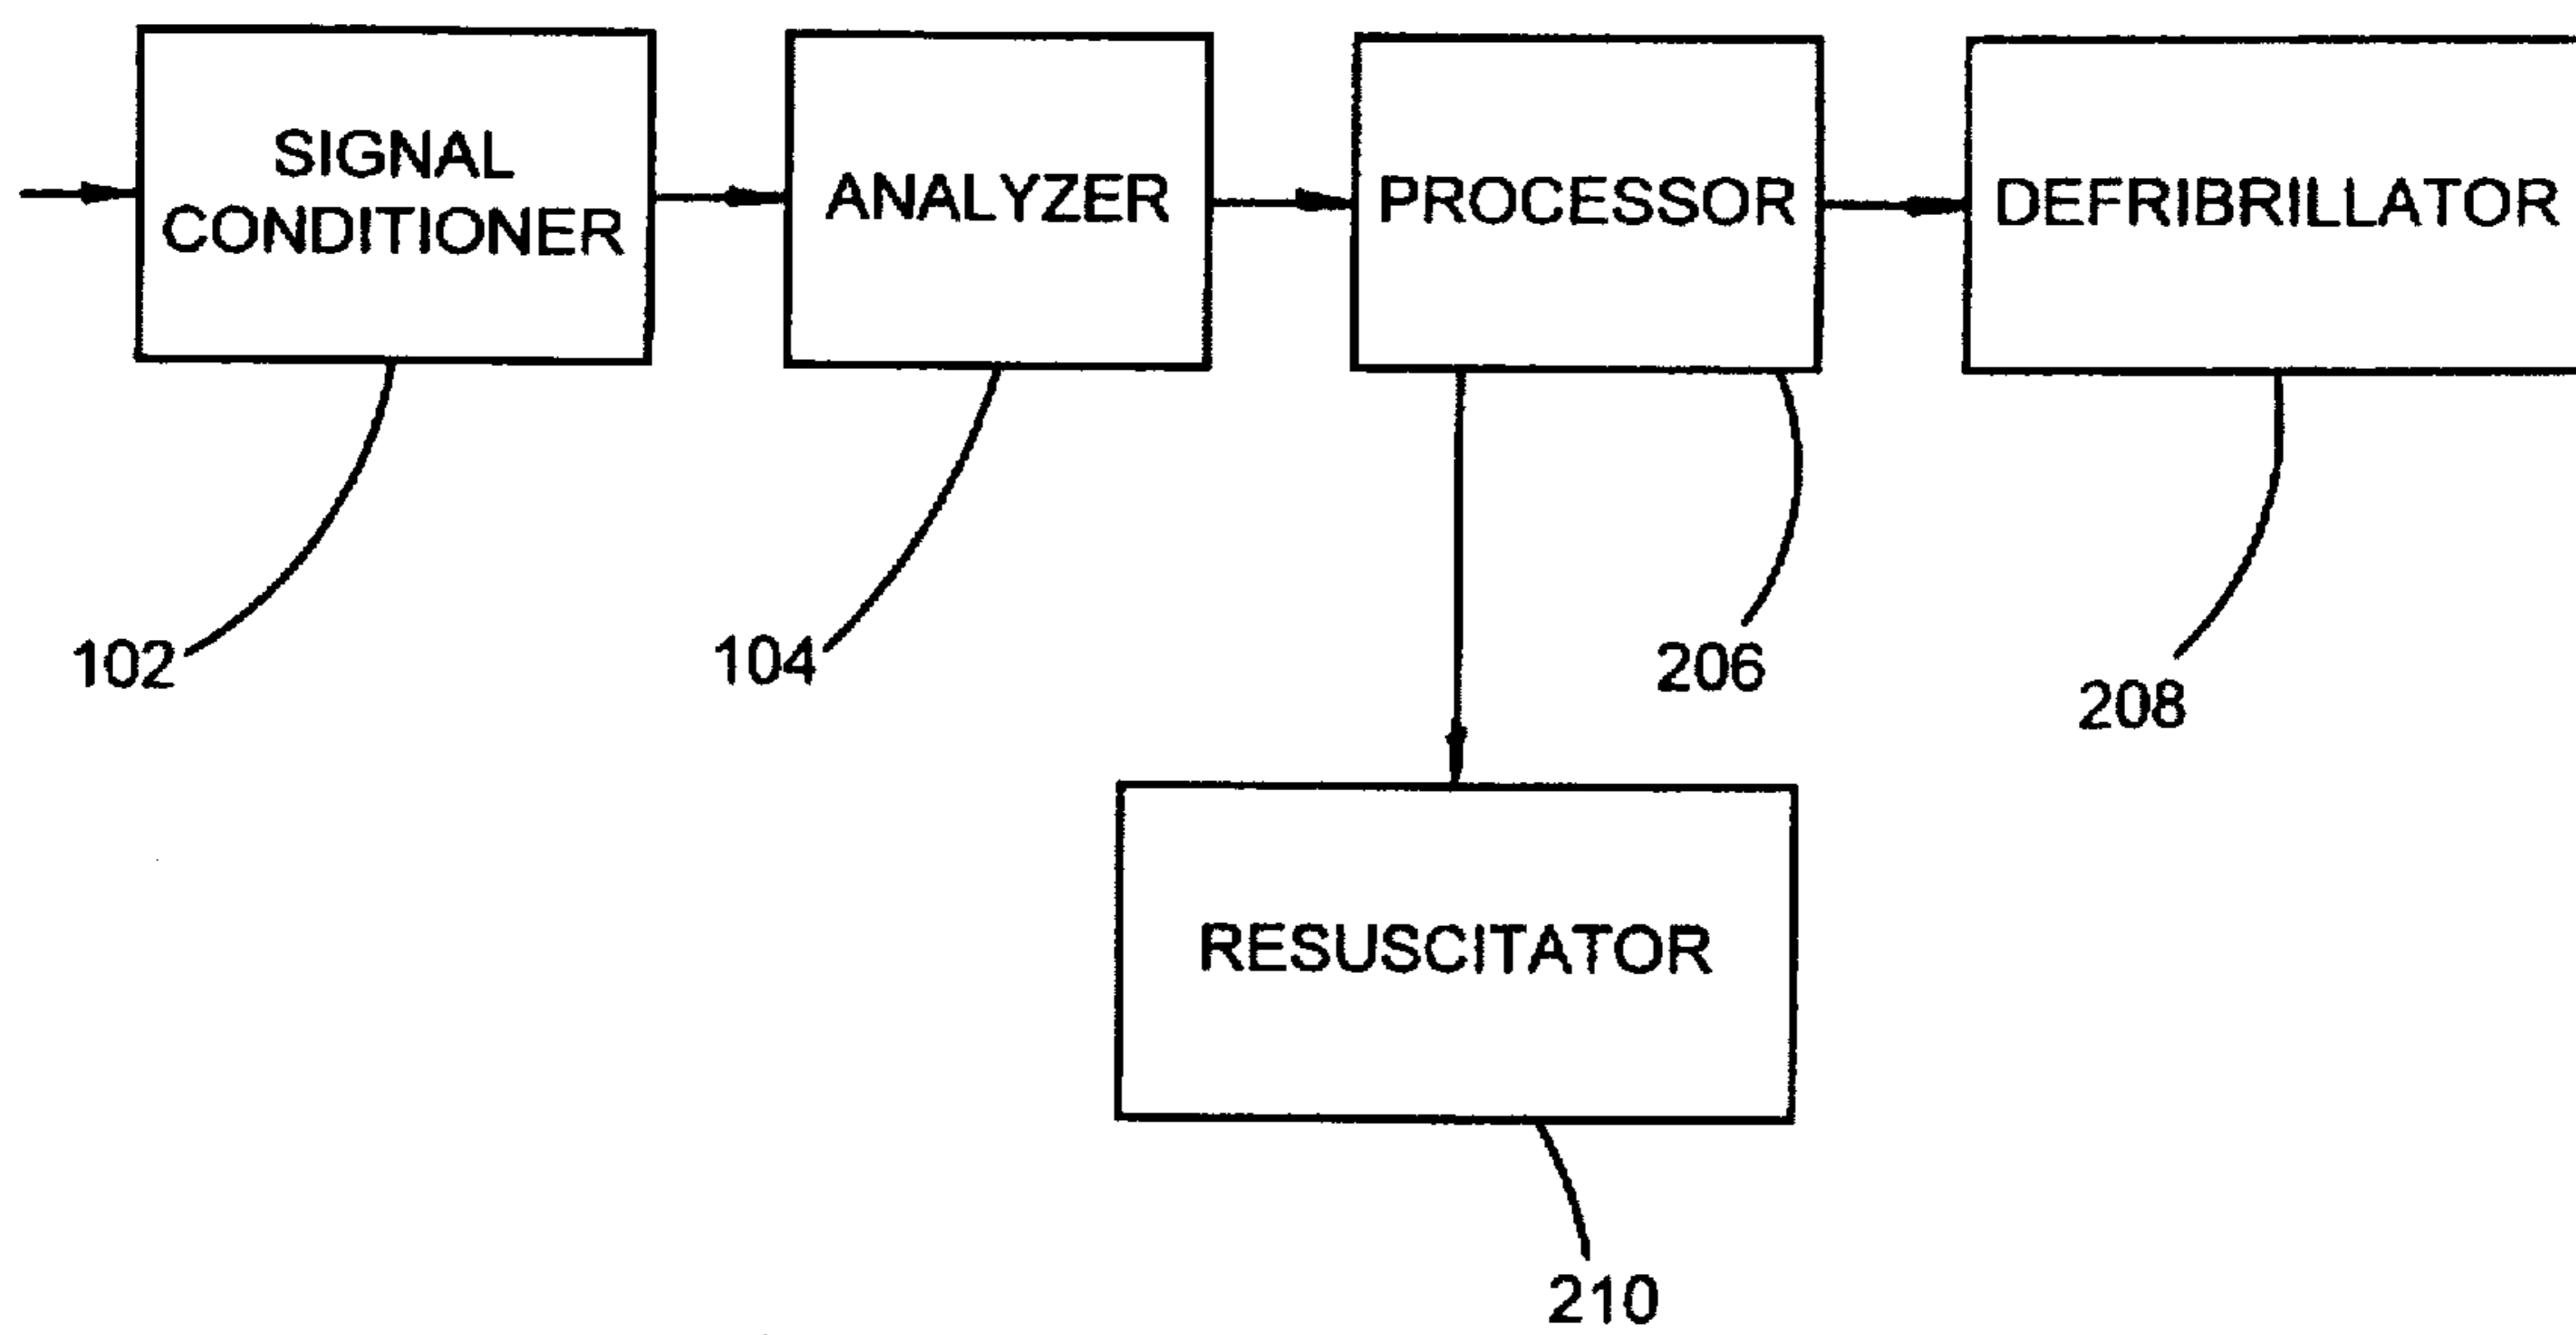 SIGNAL
CONDITIONER
ANALYZER
PROCESSOR
DEFRIBRILLATOR
102
104
206
208
RESUSCITATOR
210